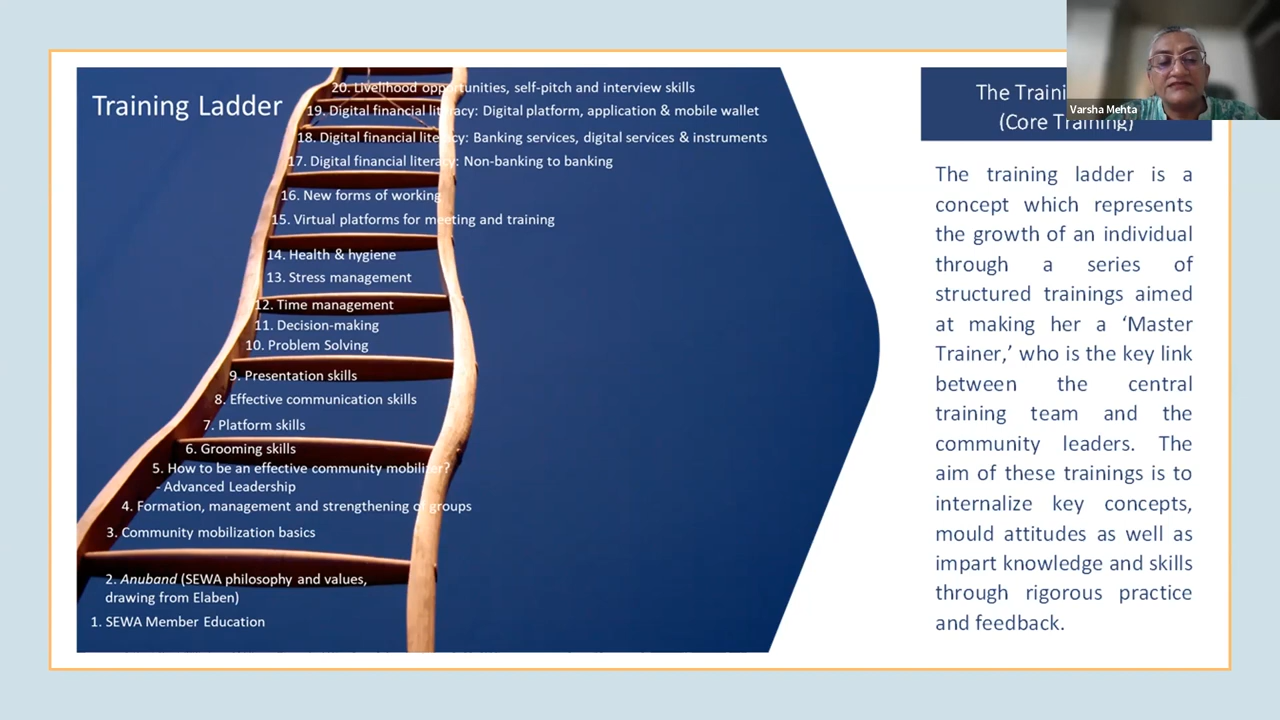 Training Ladder
20. Livelihood opportunities, self-pitch and interview skills
19. Digital financial literacy: Digital platform, application & mobile wallet
18. Digital financial literacy: Banking services, digital services & instruments
17. Digital financial literacy: Non-banking to banking
16. New forms of working
15. Virtual platforms for meeting and training
14. Health & hygiene
13. Stress management
12. Time management
11. Decision-making
10. Problem Solving
9. Presentation skills
8. Effective communication skills
7. Platform skills
6. Grooming skills
5. How to be an effective community mobilizer?
- Advanced Leadership
4. Formation, management and strengthening of groups
3. Community mobilization basics
2. Anuband (SEWA philosophy and values,
drawing from Elaben)
1. SEWA Member Education
The
(Core Training)
The training ladder is a
concept which represents
the growth of an individual
through a series of
structured trainings aimed
at making her a ‘Master
Trainer,’ who is the key link
between the central
training team and the
community leaders. The
aim of these trainings is to
internalize key concepts,
mould attitudes as well as
impart knowledge and skills
through rigorous practice
and feedback.
Varsha Mehta